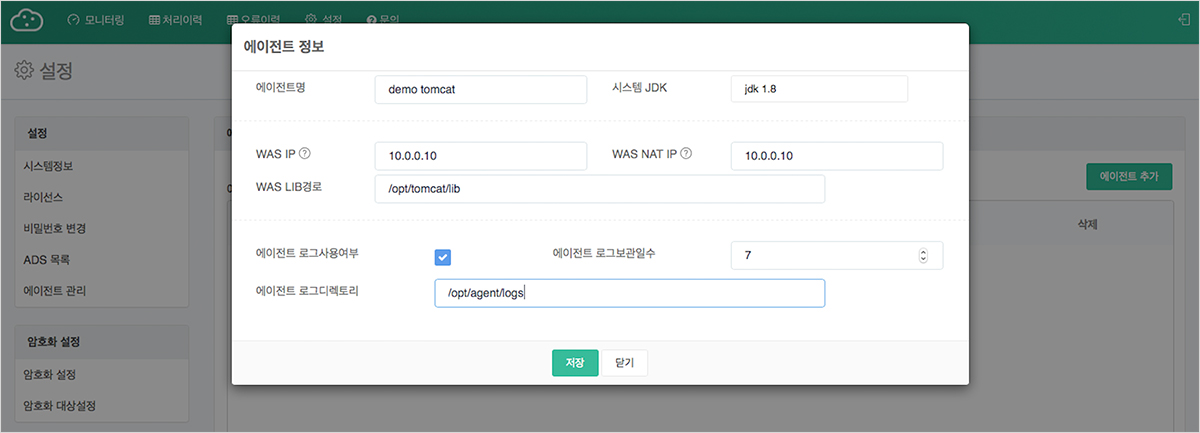 모니터링 처리이력 오류이력 설정 문의
설정
에이전트 정보
에이전트명 demo tomcat 시스템 JDK jdk 1.8
WAS IP 10.0.0.10 WAS NAT IP 10.0.0.10
WAS LIB경로 /opt/tomcat/lib
에이전트 로그사용여부 에이전트 로그보관일수 7
에이전트 로그디렉토리 /opt/agent/logs
저장 닫기
설정
시스템정보
라이선스
비밀번호 변경
ADS 목록
에이전트 관리
암호화 설정
암호화 설정
암호화 대상설정
에이전트 추가
삭제